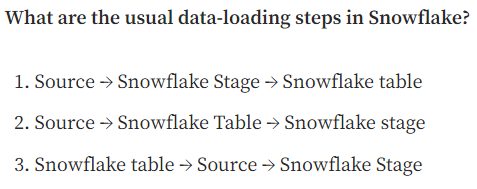 What are the usual data-loading steps in Snowflake?
1. Source → Snowflake Stage → Snowflake table
2. Source → Snowflake Table → Snowflake stage
3. Snowflake table → Source → Snowflake Stage